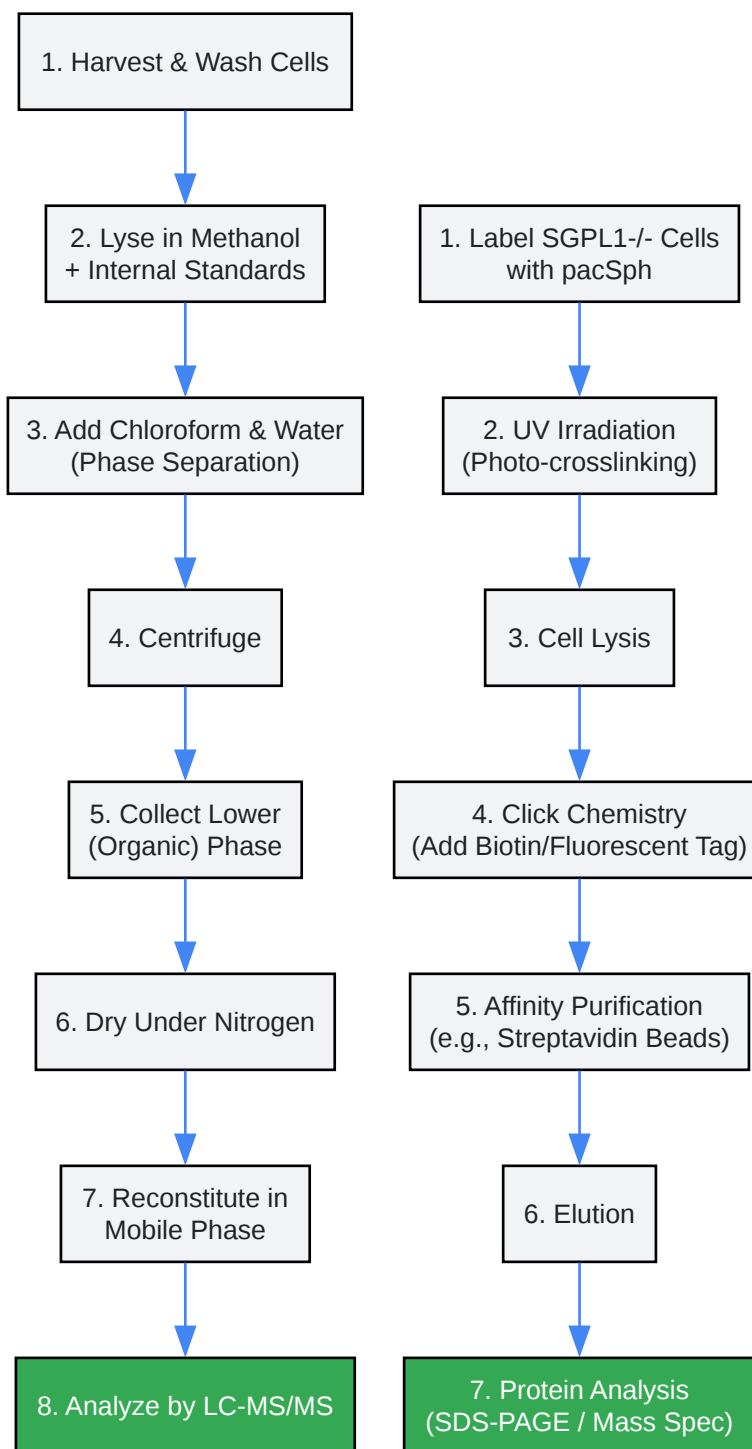 1. Harvest & Wash Cells
2. Lyse in Methanol
+ Internal Standards
3. Add Chloroform & Water
(Phase Separation)
4. Centrifuge
5. Collect Lower
(Organic) Phase
6. Dry Under Nitrogen
7. Reconstitute in
Mobile Phase
8. Analyze by LC-MS/MS
1. Label SGPL1-/- Cells
with pacSph
2. UV Irradiation
(Photo-crosslinking)
3. Cell Lysis
4. Click Chemistry
(Add Biotin/Fluorescent Tag)
5. Affinity Purification
(e.g., Streptavidin Beads)
6. Elution
7. Protein Analysis
(SDS-PAGE / Mass Spec)